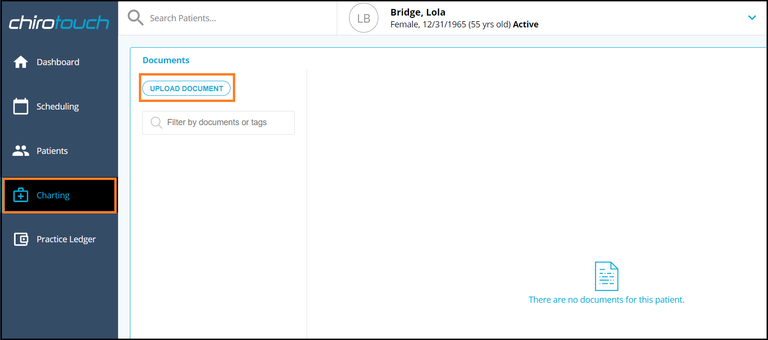 chirotouch
Search Patients...
LB
Bridge, Lola
Female, 12/31/1965 (55 yrs old) Active
Dashboard
Scheduling
Patients
Charting
Practice Ledger
Documents
UPLOAD DOCUMENT
Filter by documents or tags
There are no documents for this patient.